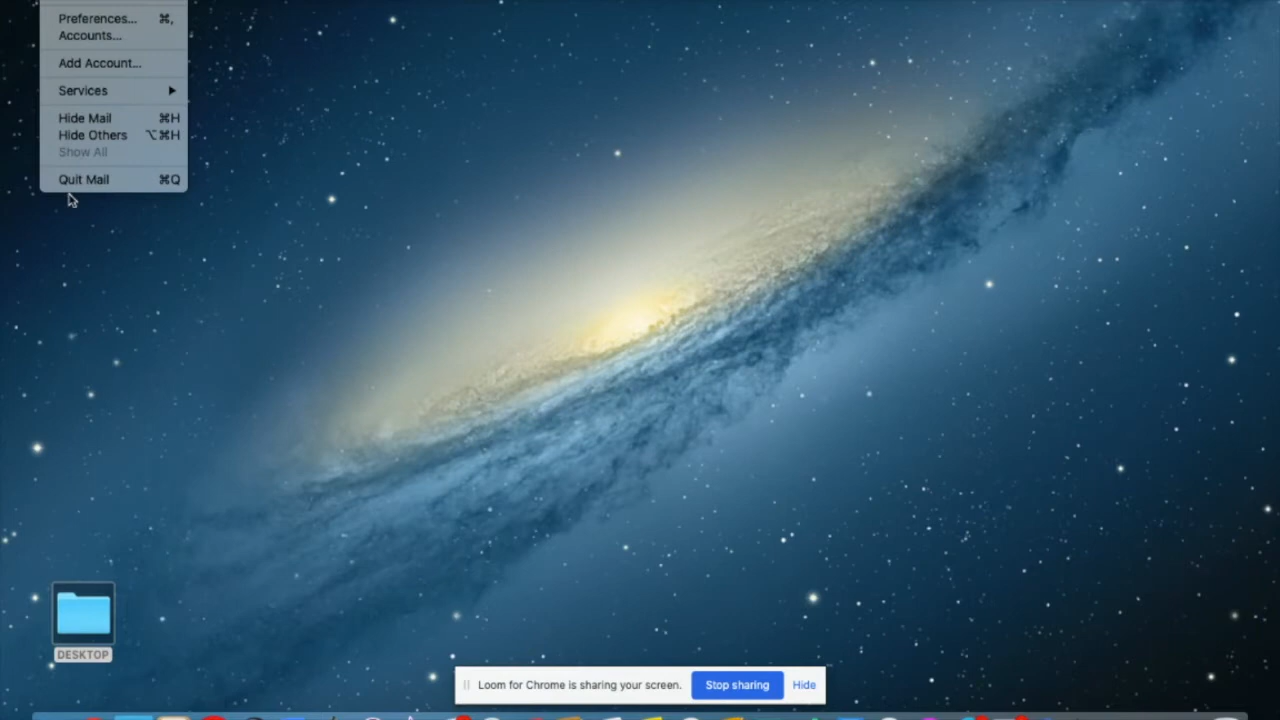 Preferences... ⌘,
Accounts...
Add Account...
Services
Hide Mail ⌘H
Hide Others ⌥⌘H
Show All
Quit Mail ⌘Q
DESKTOP
Loom for Chrome is sharing your screen. Stop sharing Hide